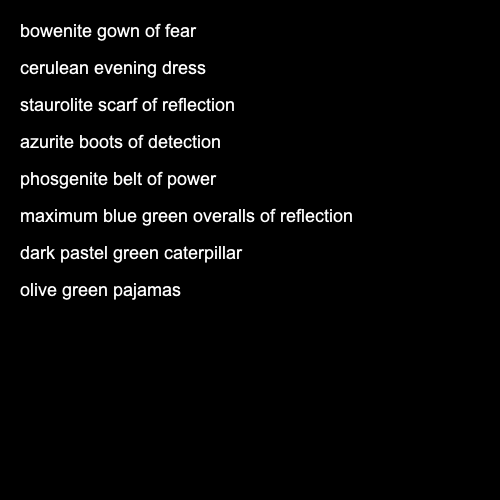 bowenite gown of fear
cerulean evening dress
staurolite scarf of reflection
azurite boots of detection
phosgenite belt of power
maximum blue green overalls of reflection
dark pastel green caterpillar
olive green pajamas